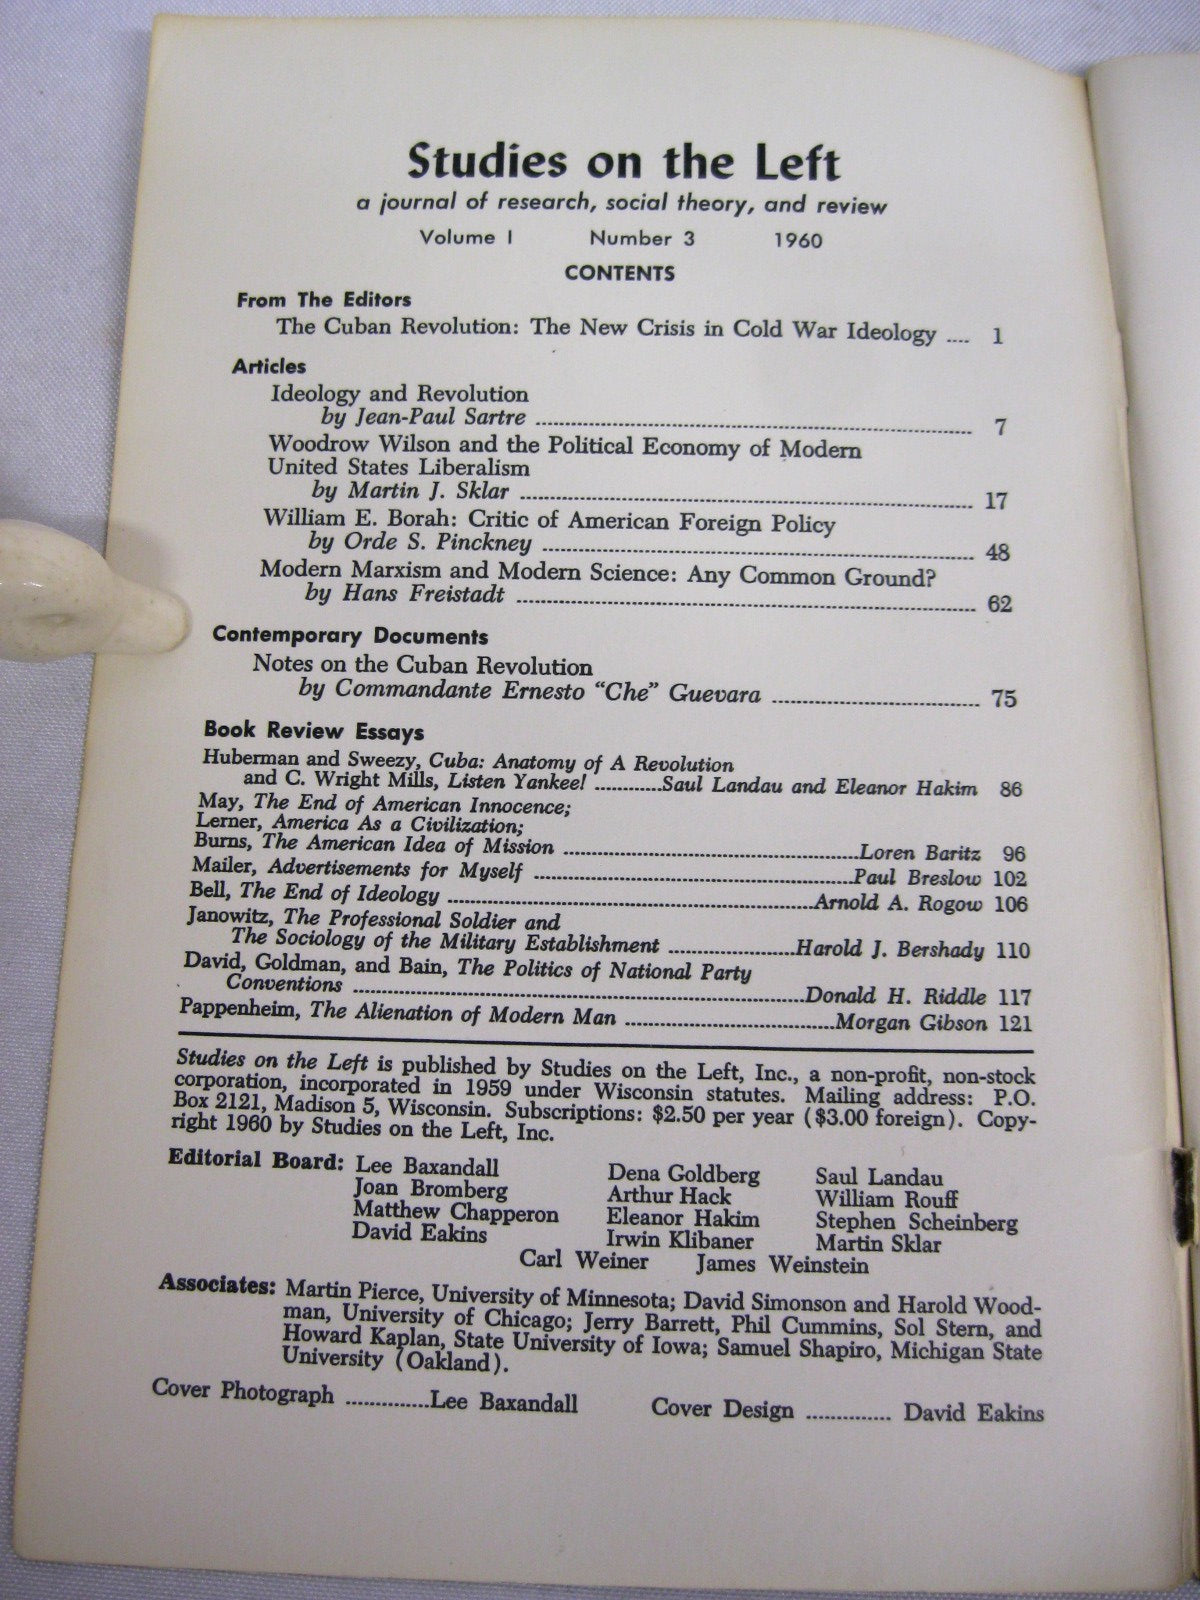 Studies on the Left
a journal of research, social theory, and review
Volume I Number 3 1960
CONTENTS
From The Editors
The Cuban Revolution: The New Crisis in Cold War Ideology .... 1
Articles
Ideology and Revolution
by Jean-Paul Sartre ........ 7
Woodrow Wilson and the Political Economy of Modern
United States Liberalism
by Martin J. Sklar ........ 17
William E. Borah: Critic of American Foreign Policy
by Orde S. Pinckney ........ 48
Modern Marxism and Modern Science: Any Common Ground?
by Hans Freistadt ........ 62
Contemporary Documents
Notes on the Cuban Revolution
by Commandante Ernesto "Che" Guevara ........ 75
Book Review Essays
Huberman and Sweezy, Cuba: Anatomy of A Revolution
and C. Wright Mills, Listen Yankee! ............Saul Landau and Eleanor Hakim 86
May, The End of American Innocence;
Lerner, America As a Civilization;
Burns, The American Idea of Mission ........Loren Baritz 96
Mailer, Advertisements for Myself ........Paul Breslow 102
Bell, The End of Ideology ........Arnold A. Rogow 106
Janowitz, The Professional Soldier and
The Sociology of the Military Establishment ........Harold J. Bershady 110
David, Goldman, and Bain, The Politics of National Party
Conventions ........Donald H. Riddle 117
Pappenheim, The Alienation of Modern Man ........Morgan Gibson 121
Studies on the Left is published by Studies on the Left, Inc., a non-profit, non-stock
corporation, incorporated in 1959 under Wisconsin statutes. Mailing address: P.O.
Box 2121, Madison 5, Wisconsin. Subscriptions: $2.50 per year ($3.00 foreign). Copy-
right 1960 by Studies on the Left, Inc.
Editorial Board: Lee Baxandall Dena Goldberg Saul Landau
Joan Bromberg Arthur Hack William Rouff
Matthew Chapperon Eleanor Hakim Stephen Scheinberg
David Eakins Irwin Klibaner Martin Sklar
Carl Weiner James Weinstein
Associates: Martin Pierce, University of Minnesota; David Simonson and Harold Wood-
man, University of Chicago; Jerry Barrett, Phil Cummins, Sol Stern, and
Howard Kaplan, State University of Iowa; Samuel Shapiro, Michigan State
University (Oakland).
Cover Photograph ..............Lee Baxandall Cover Design .............. David Eakins